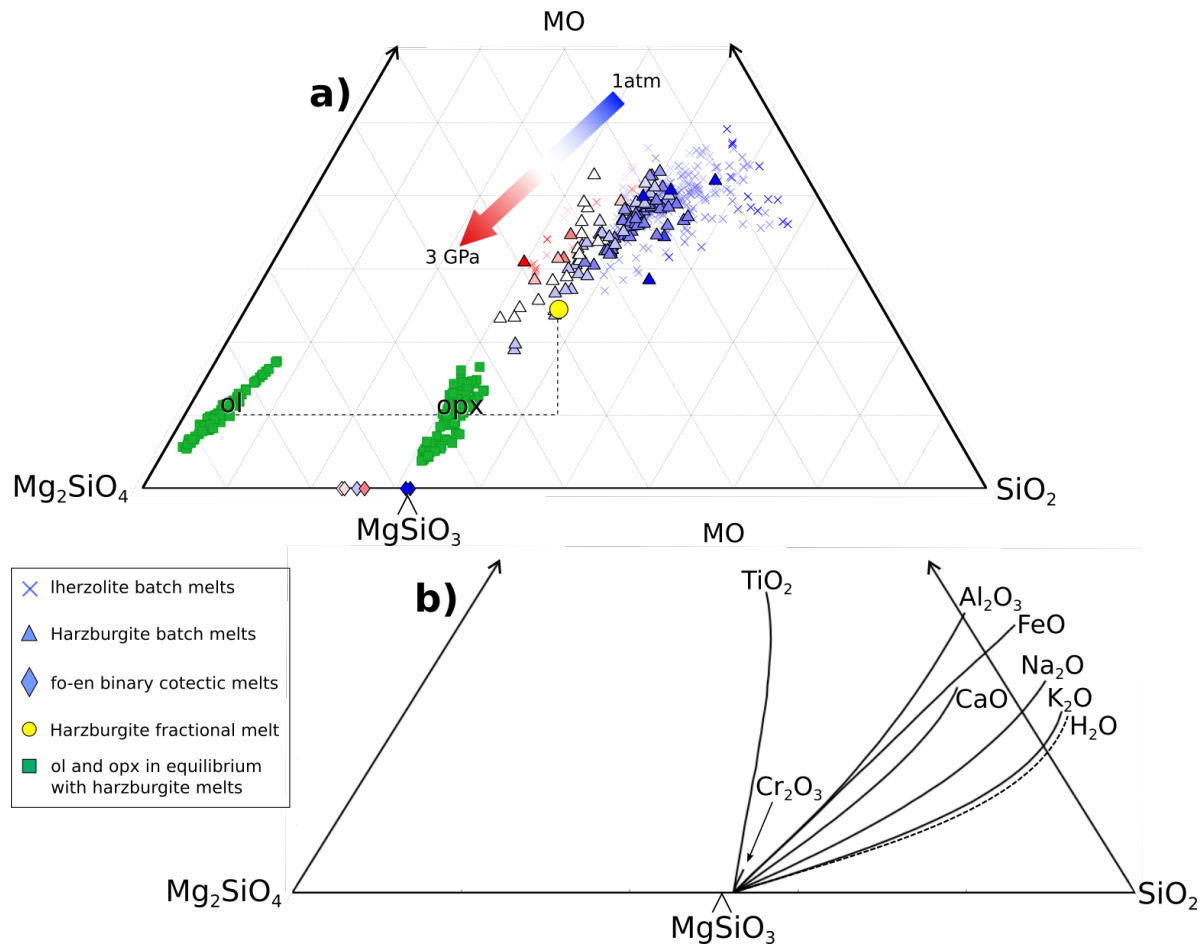 MO
a)
1atm
3 GPa
ol
opx
Mg₂SiO₄
SiO₂
MgSiO₃
MO
lherzolite batch melts
Harzburgite batch melts
fo-en binary cotectic melts
Harzburgite fractional melt
ol and opx in equilibrium
with harzburgite melts
b)
TiO₂
Al₂O₃
FeO
Na₂O
CaO
K₂O
H₂O
Cr₂O₃
Mg₂SiO₄
SiO₂
MgSiO₃